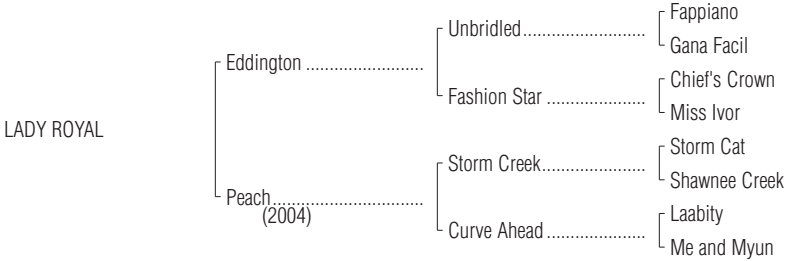 Fappiano
Unbridled..........................
Gana Facil
Eddington .........................
Chief's Crown
Fashion Star .....................
Miss Ivor
LADY ROYAL
Storm Cat
Storm Creek......................
Shawnee Creek
Peach................................
(2004)
Laabity
Curve Ahead .....................
Me and Myun